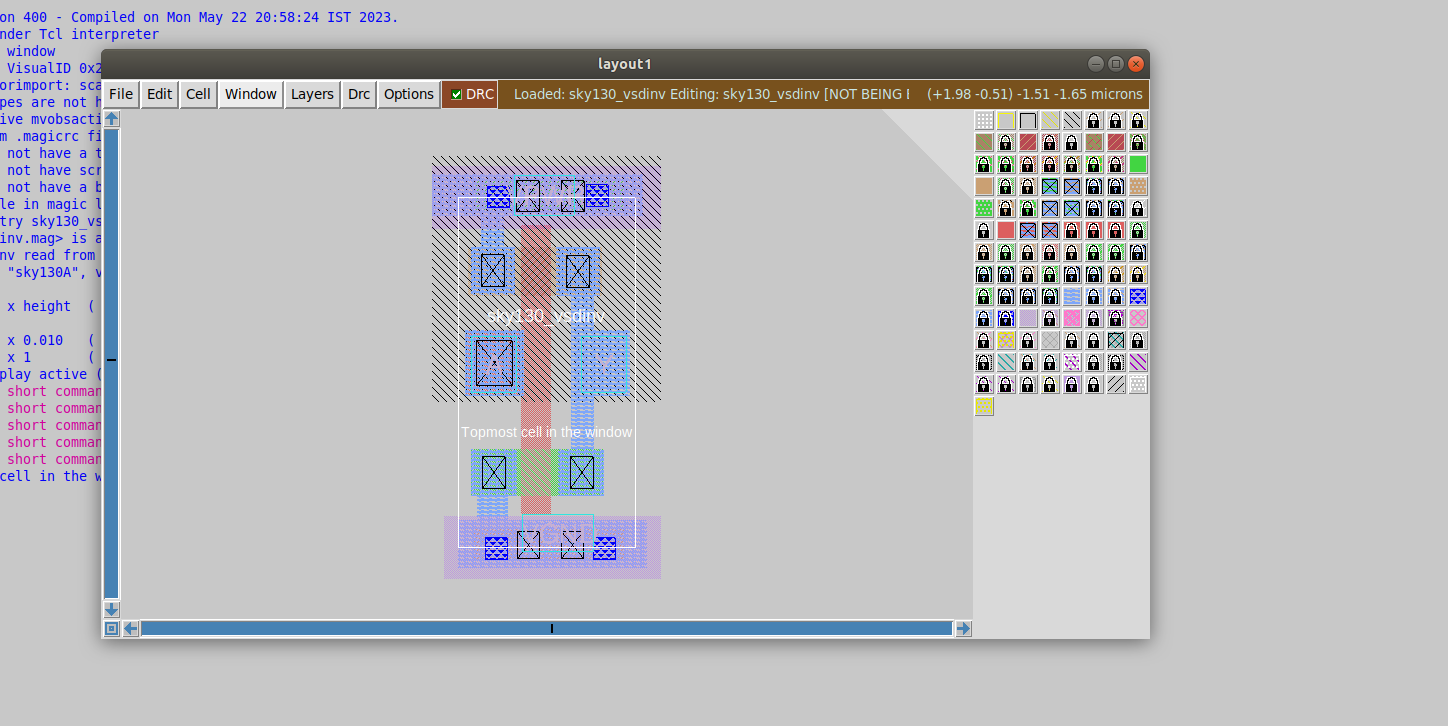 on 400 - Compiled on Mon May 22 20:58:24 IST 2023.
nder Tcl interpreter
window
VisualID 0x2
orimport: sca
pes are not h
ive mvobsacti
m .magicrc fi
not have a t
not have scr
not have a b
le in magic l
try sky130_vs
inv.mag> is a
nv read from
"sky130A", v
x height (
x 0.010 (
x 1 (
play active (
short comman
short comman
short comman
short comman
short comman
cell in the w
layout1
File Edit Cell Window Layers Drc Options DRC Loaded: sky130_vsdinv Editing: sky130_vsdinv [NOT BEING E (+1.98 -0.51) -1.51 -1.65 microns
sky130_vsdinv
A Y
Topmost cell in the window